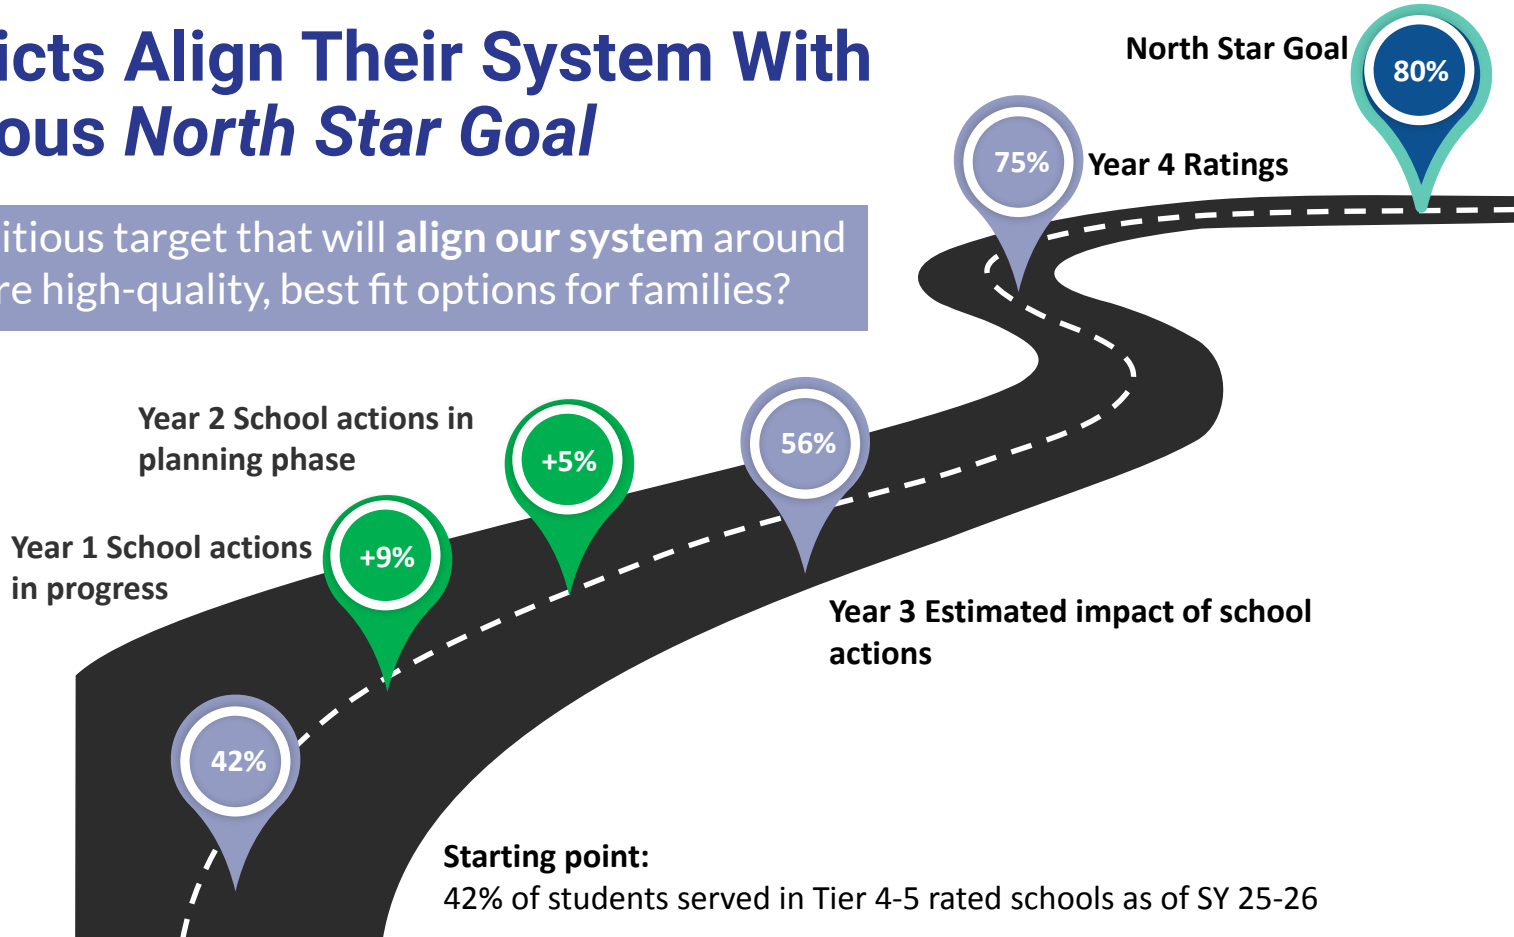 icts Align Their System With
ous North Star Goal
itious target that will align our system around
re high-quality, best fit options for families?
North Star Goal
80%
75%
Year 4 Ratings
Year 2 School actions in
planning phase
+5%
56%
Year 1 School actions
in progress
+9%
Year 3 Estimated impact of school
actions
42%
Starting point:
42% of students served in Tier 4-5 rated schools as of SY 25-26